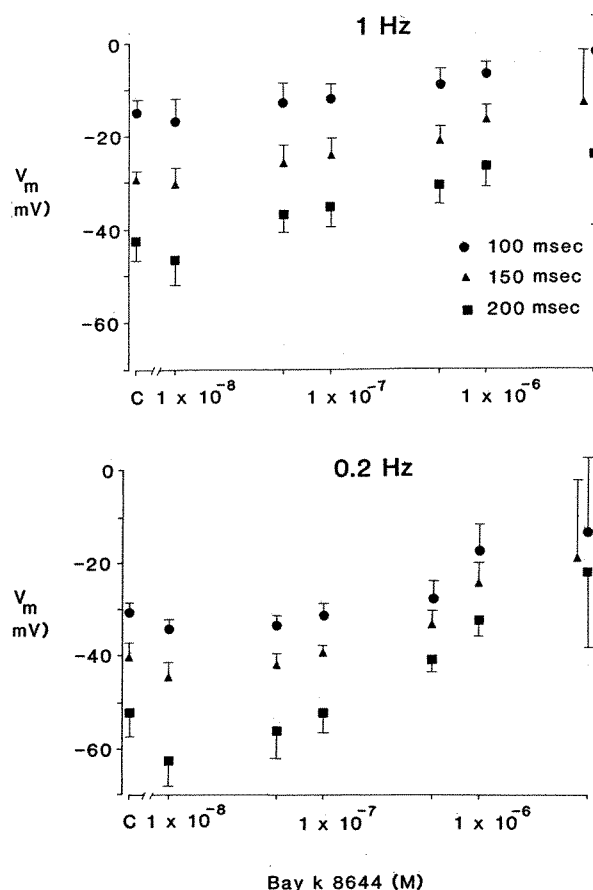 1 Hz
0
-20
-40
-60
V_m
(mV)
● 100 msec
▲ 150 msec
■ 200 msec
C 1 x 10^-8
1 x 10^-7
1 x 10^-6
0.2 Hz
0
-20
-40
-60
V_m
mV)
C 1 x 10^-8
1 x 10^-7
1 x 10^-6
Bay k 8644 (M)